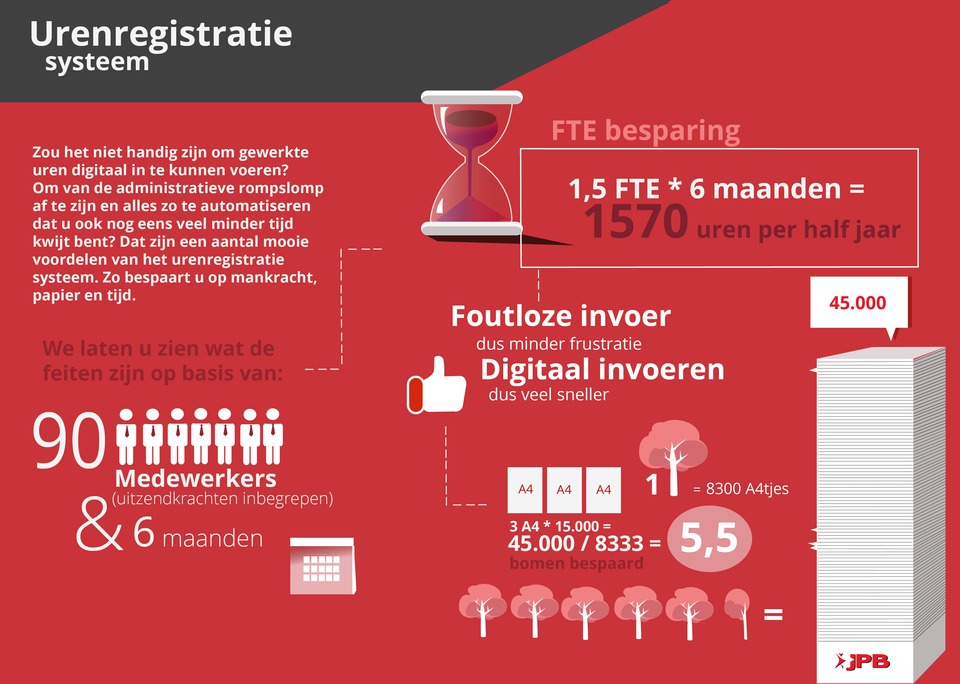 Urenregistratie
systeem
Zou het niet handig zijn om gewerkte
uren digitaal in te kunnen voeren?
Om van de administratieve rompslomp
af te zijn en alles zo te automatiseren
dat u ook nog eens veel minder tijd
kwijt bent? Dat zijn een aantal mooie
voordelen van het urenregistratie
systeem. Zo bespaart u op mankracht,
papier en tijd.
We laten u zien wat de
feiten zijn op basis van:
90
Medewerkers
(uitzendkrachten inbegrepen)
& 6 maanden
FTE besparing
1,5 FTE * 6 maanden =
1570 uren per half jaar
Foutloze invoer
dus minder frustratie
Digitaal invoeren
dus veel sneller
A4 A4 A4
1 = 8300 A4tjes
3 A4 * 15.000 =
45.000 / 8333 = 5,5
bomen bespaard
=
45.000
JPB